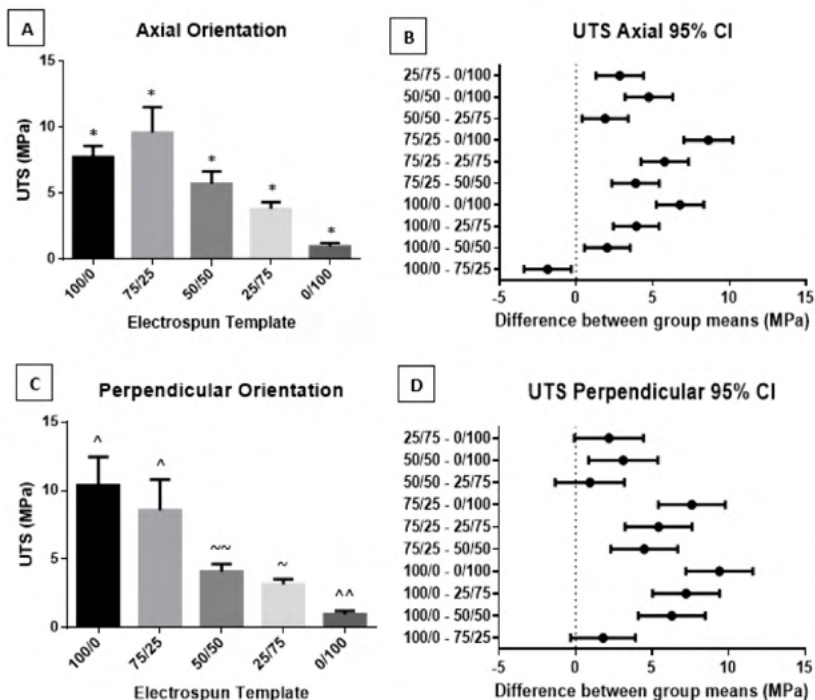 A
Axial Orientation
UTS (MPa)
15
10
5
0
*
*
*
*
*
100/0
75/25
50/50
25/75
0/100
Electrospun Template
B
UTS Axial 95% CI
25/75 - 0/100
50/50 - 0/100
50/50 - 25/75
75/25 - 0/100
75/25 - 25/75
75/25 - 50/50
100/0 - 0/100
100/0 - 25/75
100/0 - 50/50
100/0 - 75/25
-5 0 5 10 15
Difference between group means (MPa)
C
Perpendicular Orientation
UTS (MPa)
15
10
5
0
^
^
~~
~
^^
100/0
75/25
50/50
25/75
0/100
Electrospun Template
D
UTS Perpendicular 95% CI
25/75 - 0/100
50/50 - 0/100
50/50 - 25/75
75/25 - 0/100
75/25 - 25/75
75/25 - 50/50
100/0 - 0/100
100/0 - 25/75
100/0 - 50/50
100/0 - 75/25
-5 0 5 10 15
Difference between group means (MPa)